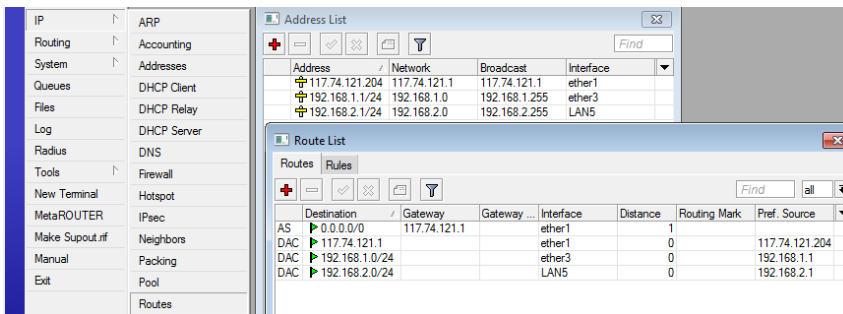 IP
Routing
System
Queues
Files
Log
Radius
Tools
New Terminal
MetaROUTER
Make Supout.rif
Manual
Exit
ARP
Accounting
Addresses
DHCP Client
DHCP Relay
DHCP Server
DNS
Firewall
Hotspot
IPsec
Neighbors
Packing
Pool
Routes
Address List
Find
Address Network Broadcast Interface
117.74.121.204 117.74.121.1 117.74.121.1 ether1
192.168.1.1/24 192.168.1.0 192.168.1.255 ether3
192.168.2.1/24 192.168.2.0 192.168.2.255 LAN5
Route List
Routes Rules
Find all
Destination Gateway Gateway ... Interface Distance Routing Mark Pref. Source
AS 0.0.0.0/0 117.74.121.1 ether1 1
DAC 117.74.121.1 ether1 0 117.74.121.204
DAC 192.168.1.0/24 ether3 0 192.168.1.1
DAC 192.168.2.0/24 LAN5 0 192.168.2.1